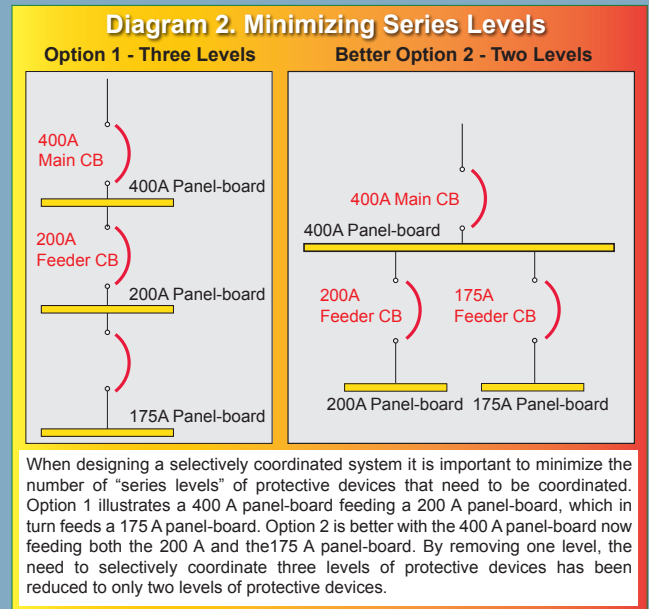 Diagram 2. Minimizing Series Levels
Option 1 - Three Levels
400A
Main CB
400A Panel-board
200A
Feeder CB
200A Panel-board
175A Panel-board
Better Option 2 - Two Levels
400A Main CB
400A Panel-board
200A
Feeder CB
175A
Feeder CB
200A Panel-board
175A Panel-board
When designing a selectively coordinated system it is important to minimize the
number of “series levels” of protective devices that need to be coordinated.
Option 1 illustrates a 400 A panel-board feeding a 200 A panel-board, which in
turn feeds a 175 A panel-board. Option 2 is better with the 400 A panel-board now
feeding both the 200 A and the175 A panel-board. By removing one level, the
need to selectively coordinate three levels of protective devices has been
reduced to only two levels of protective devices.